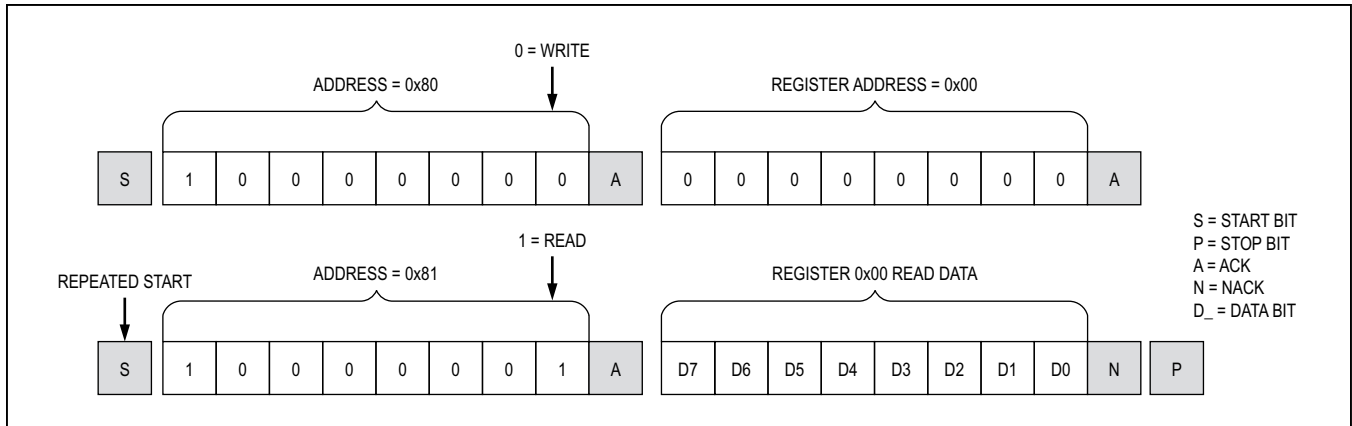 0 = WRITE
ADDRESS = 0x80 REGISTER ADDRESS = 0x00
S 1 0 0 0 0 0 0 0 A 0 0 0 0 0 0 0 0 A
S = START BIT
P = STOP BIT
A = ACK
N = NACK
D_ = DATA BIT
1 = READ
REPEATED START ADDRESS = 0x81 REGISTER 0x00 READ DATA
S 1 0 0 0 0 0 0 1 A D7 D6 D5 D4 D3 D2 D1 D0 N P